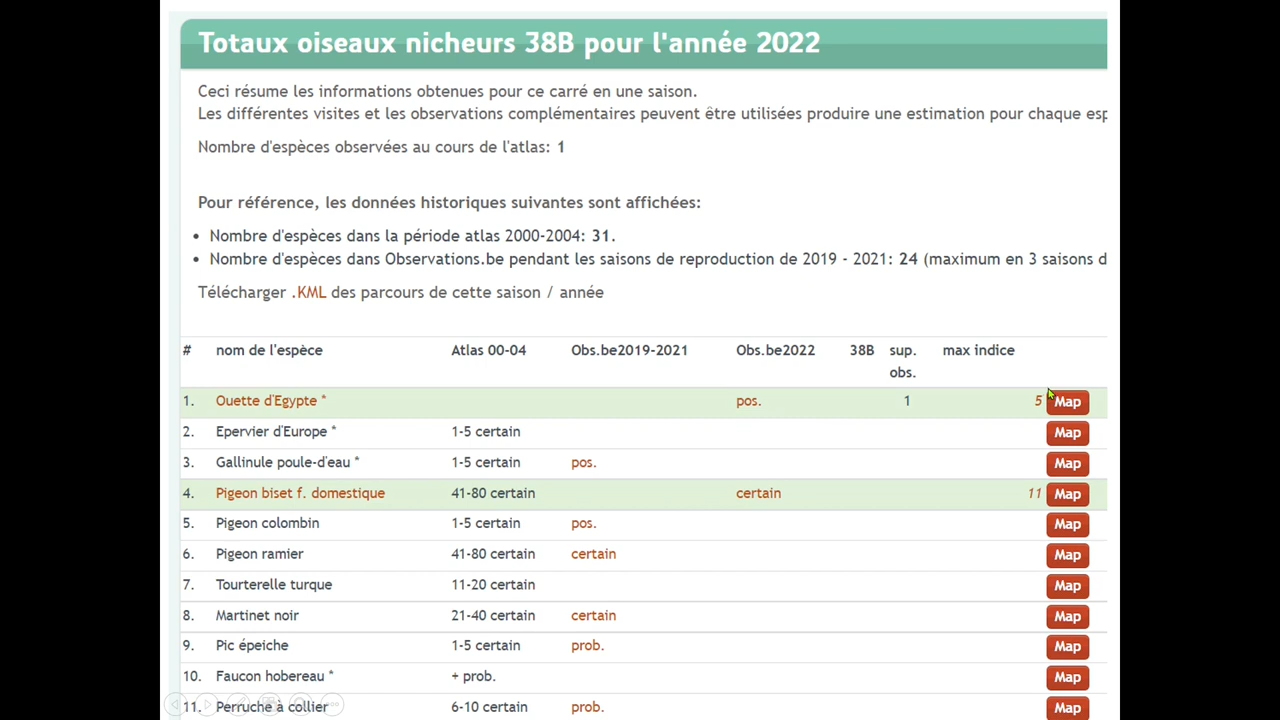 Totaux oiseaux nicheurs 38B pour l'année 2022
Ceci résume les informations obtenues pour ce carré en une saison.
Les différentes visites et les observations complémentaires peuvent être utilisées produire une estimation pour chaque esp
Nombre d'espèces observées au cours de l'atlas: 1
Pour référence, les données historiques suivantes sont affichées:
• Nombre d'espèces dans la période atlas 2000-2004: 31.
• Nombre d'espèces dans Observations.be pendant les saisons de reproduction de 2019 - 2021: 24 (maximum en 3 saisons d
Télécharger .KML des parcours de cette saison / année
# nom de l'espèce Atlas 00-04 Obs.be2019-2021 Obs.be2022 38B sup. obs. max indice
1. Ouette d'Egypte * pos. 1 5 Map
2. Epervier d'Europe * 1-5 certain Map
3. Gallinule poule-d'eau * 1-5 certain pos. Map
4. Pigeon biset f. domestique 41-80 certain certain 11 Map
5. Pigeon colombin 1-5 certain pos. Map
6. Pigeon ramier 41-80 certain certain Map
7. Tourterelle turque 11-20 certain Map
8. Martinet noir 21-40 certain certain Map
9. Pic épeiche 1-5 certain prob. Map
10. Faucon hobereau * + prob. Map
11. Perruche à collier 6-10 certain prob. Map